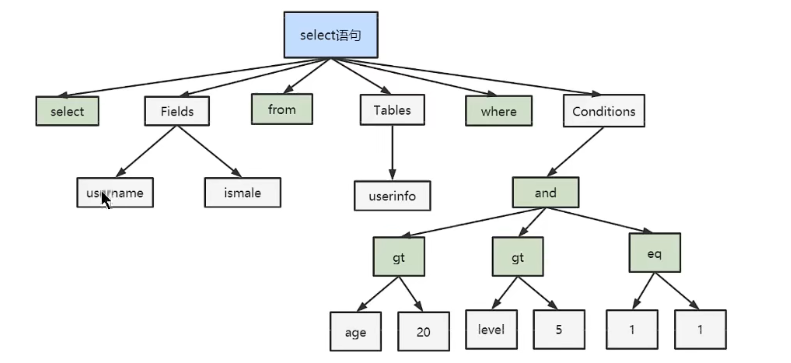 select语句
select
Fields
from
Tables
where
Conditions
username
ismale
userinfo
and
gt
gt
eq
age
20
level
5
1
1